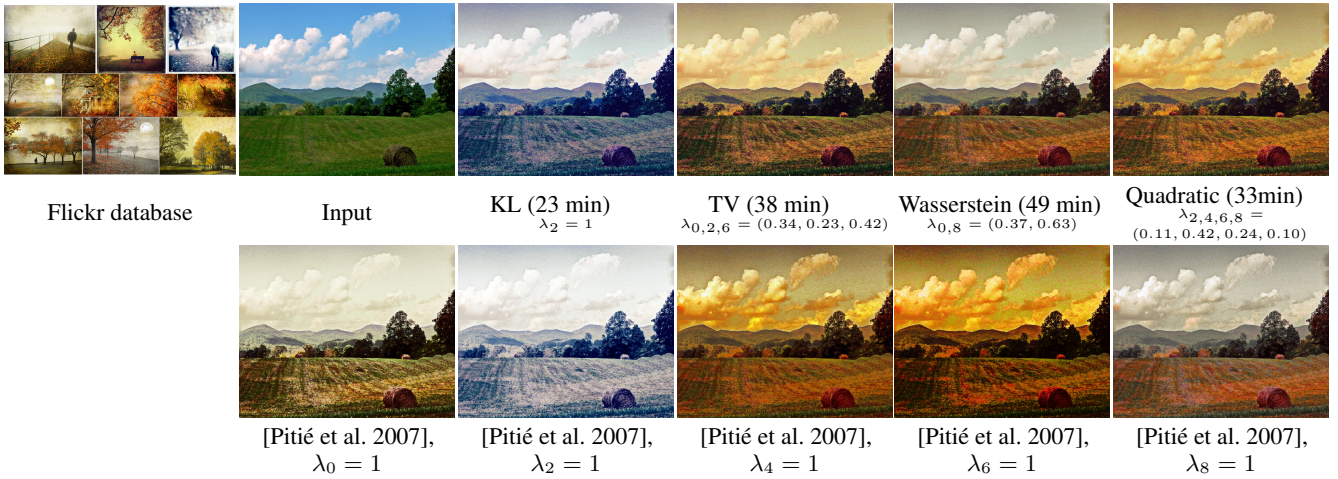 Flickr database
Input
KL (23 min)
λ₂ = 1
TV (38 min)
λ₀,₂,₆ = (0.34, 0.23, 0.42)
Wasserstein (49 min)
λ₀,₈ = (0.37, 0.63)
Quadratic (33min)
λ₂,₄,₆,₈ =
(0.11, 0.42, 0.24, 0.10)
[Pitié et al. 2007],
λ₀ = 1
[Pitié et al. 2007],
λ₂ = 1
[Pitié et al. 2007],
λ₄ = 1
[Pitié et al. 2007],
λ₆ = 1
[Pitié et al. 2007],
λ₈ = 1